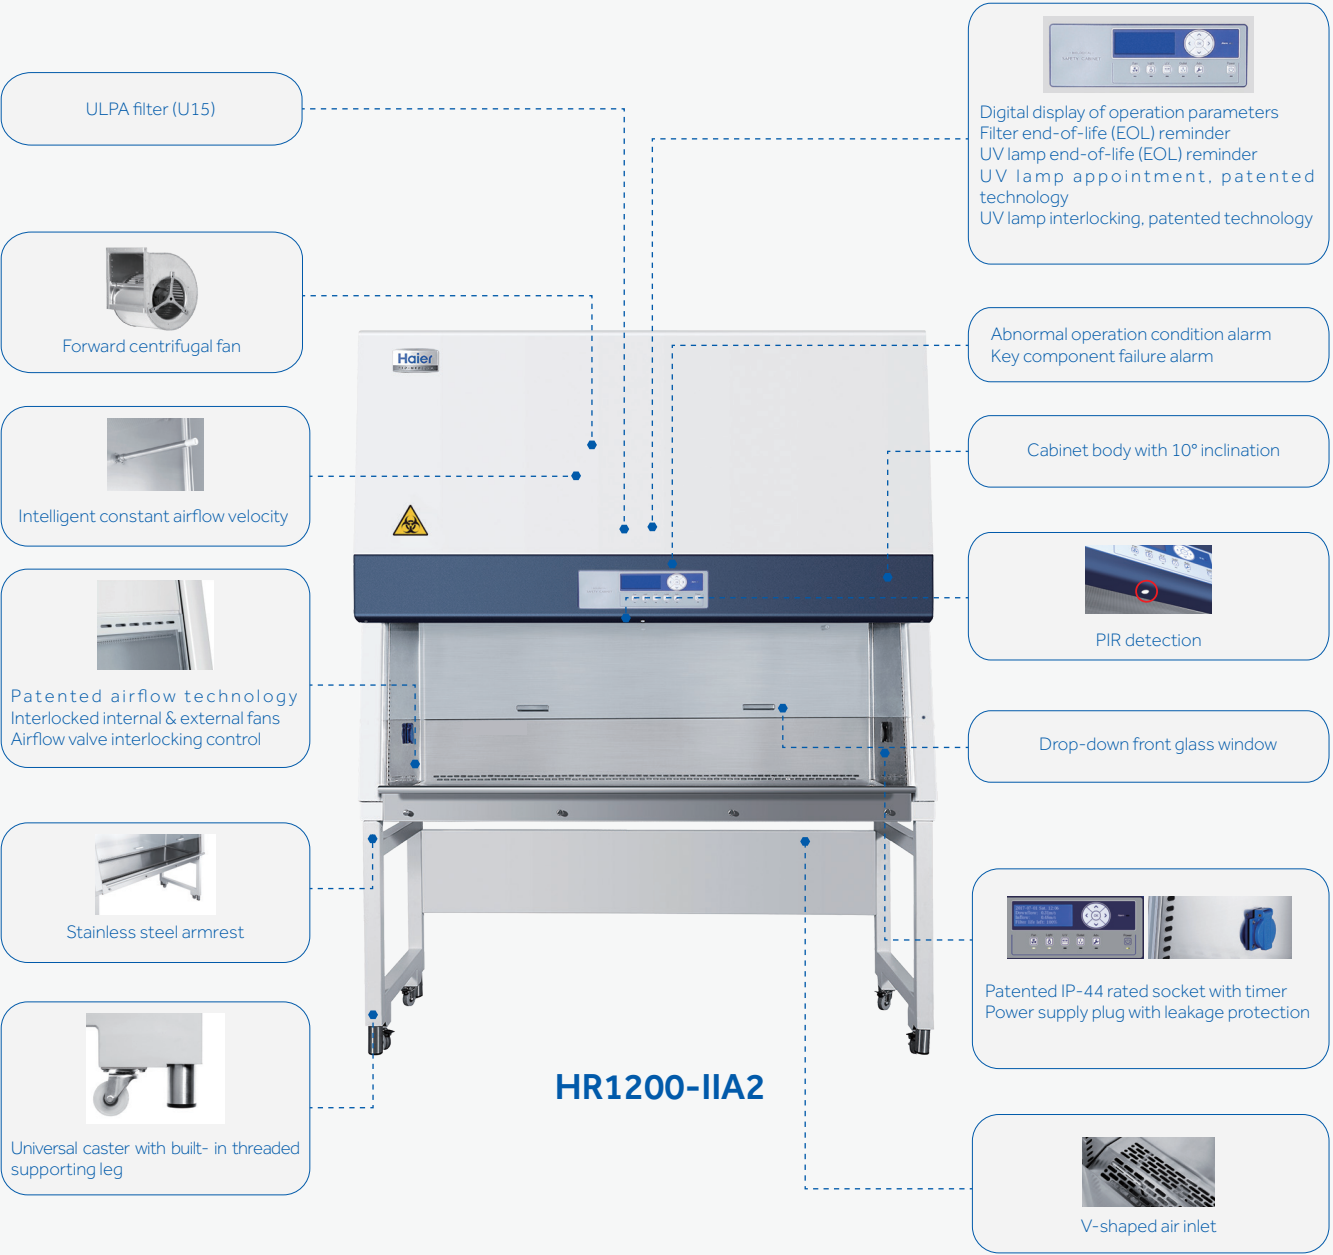 ULPA filter (U15)
Forward centrifugal fan
Intelligent constant airflow velocity
Patented airflow technology
Interlocked internal & external fans
Airflow valve interlocking control
Stainless steel armrest
Universal caster with built- in threaded
supporting leg
Haier
HR1200-IIA2
Digital display of operation parameters
Filter end-of-life (EOL) reminder
UV lamp end-of-life (EOL) reminder
UV lamp appointment, patented
technology
UV lamp interlocking, patented technology
Abnormal operation condition alarm
Key component failure alarm
Cabinet body with 10° inclination
PIR detection
Drop-down front glass window
Patented IP-44 rated socket with timer
Power supply plug with leakage protection
V-shaped air inlet